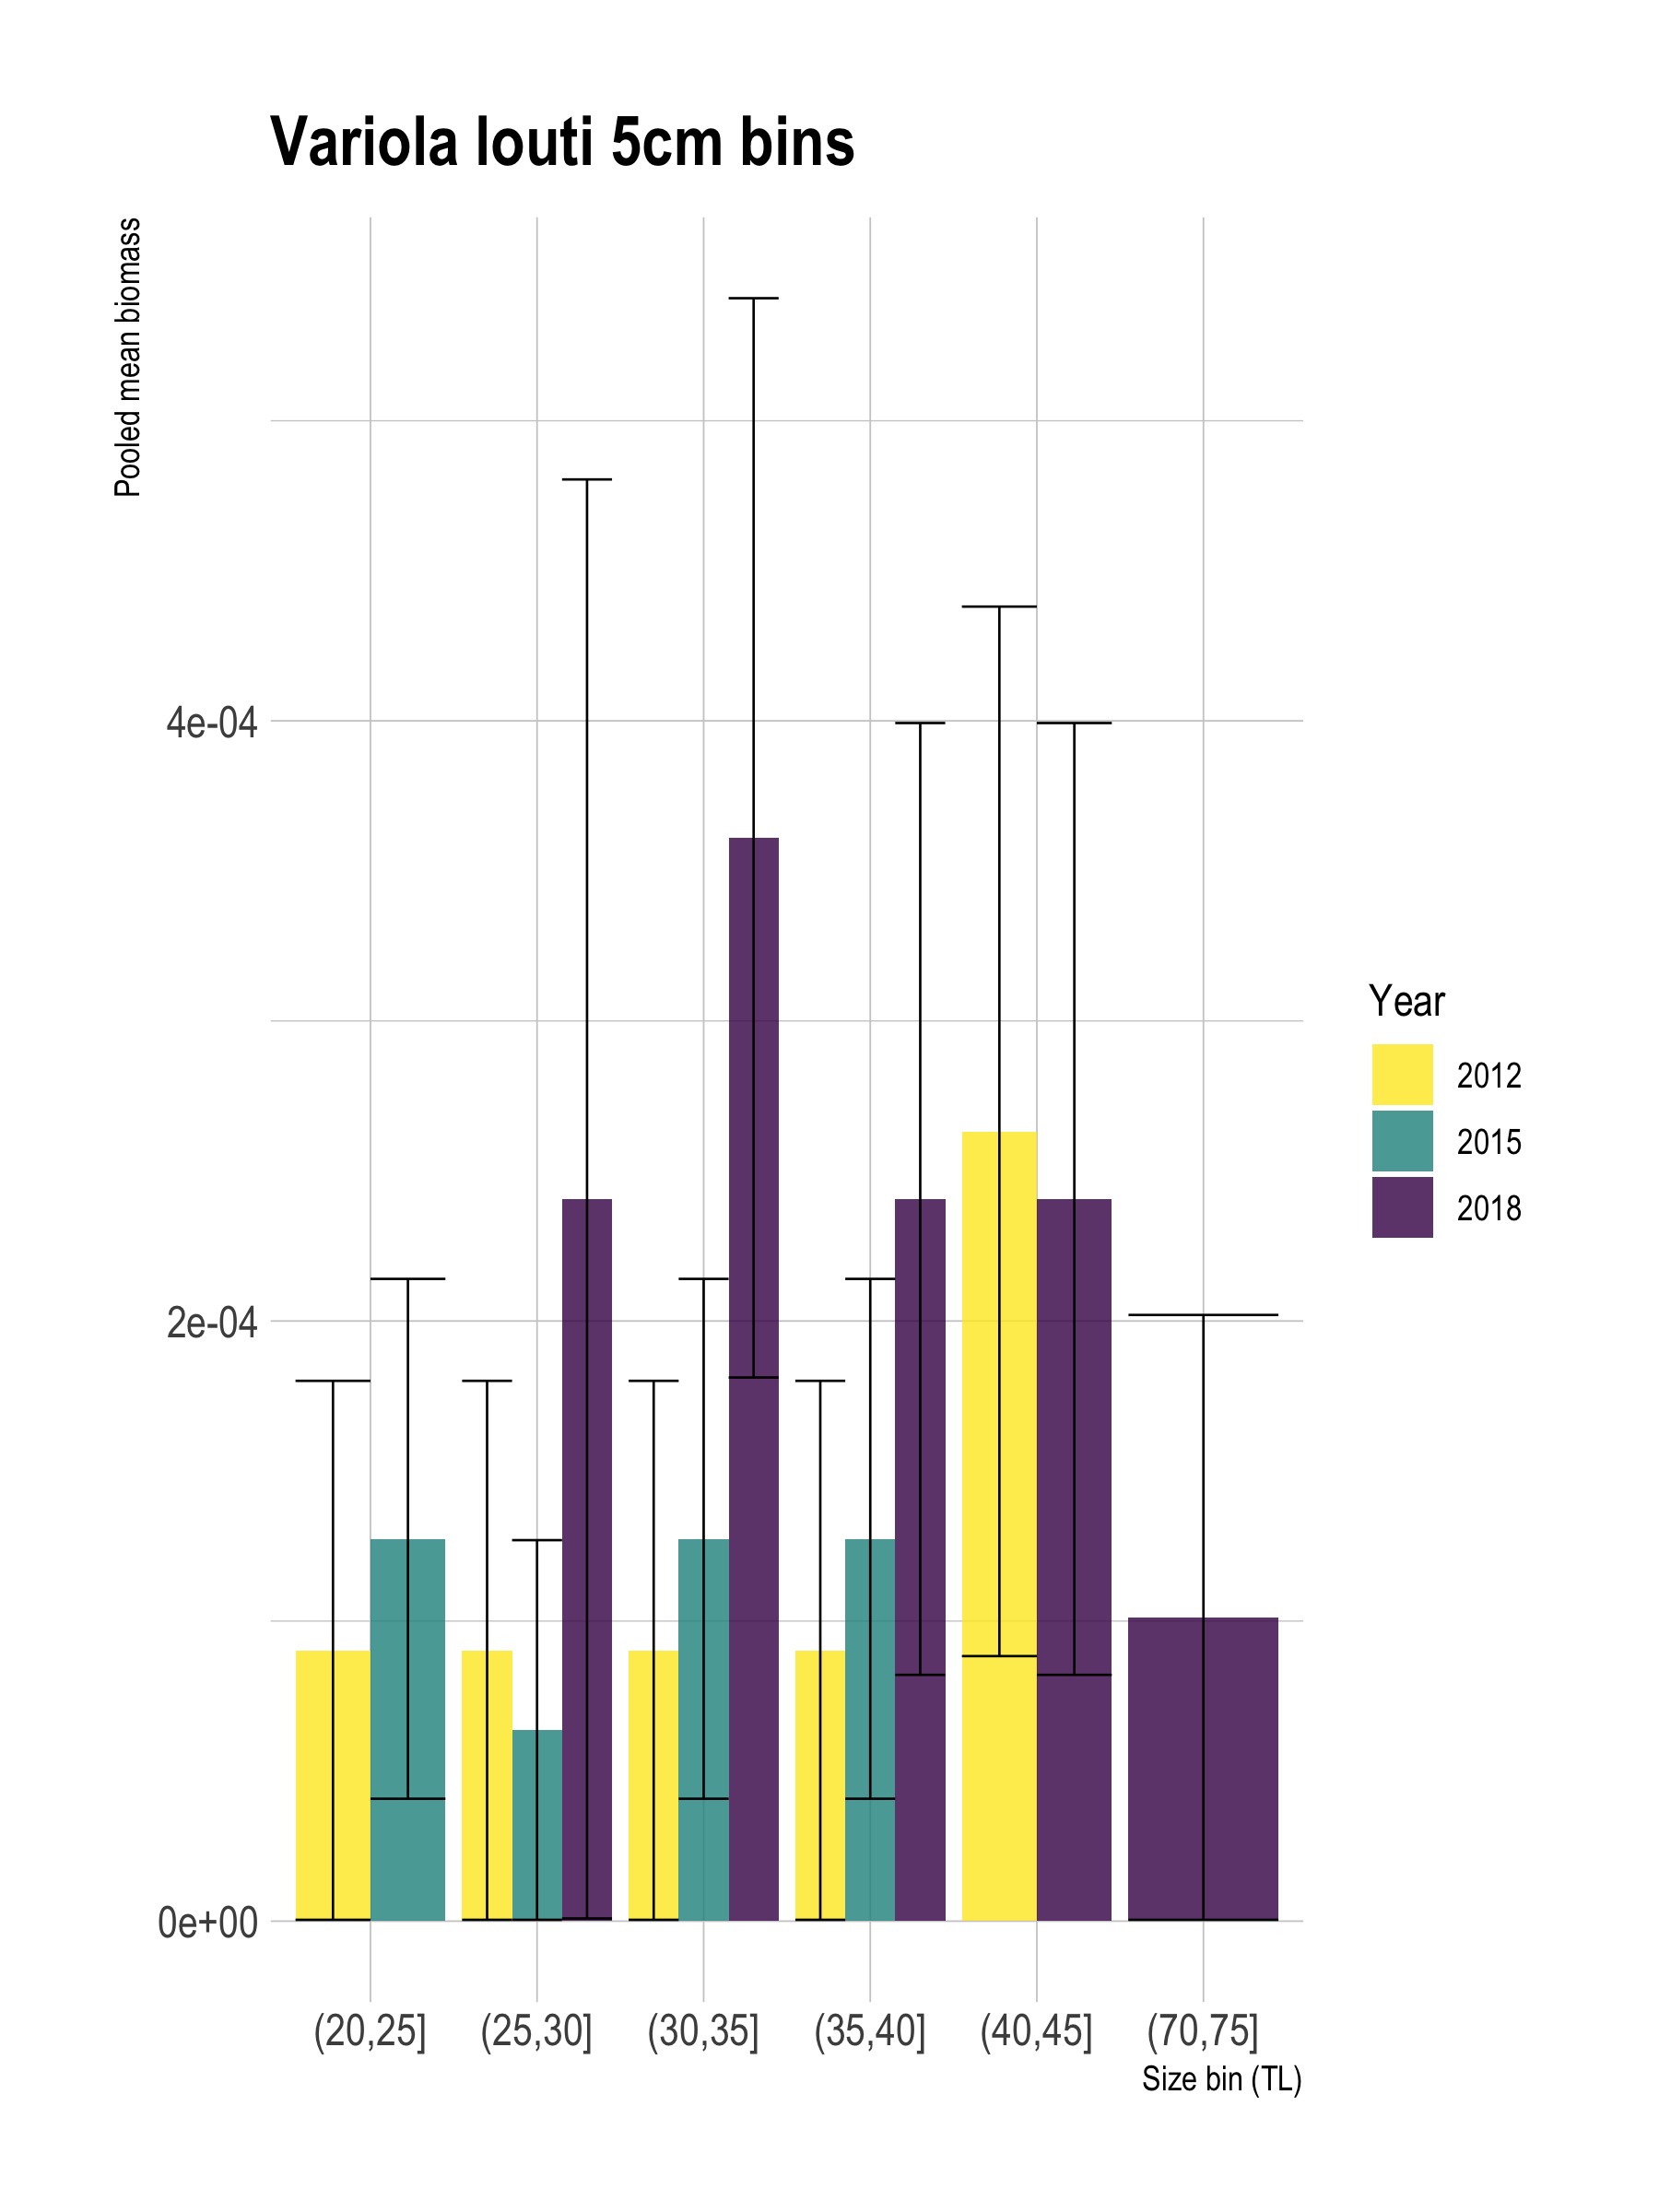 Variola louti 5cm bins
Pooled mean biomass
4e-04
2e-04
0e+00
(20,25] (25,30] (30,35] (35,40] (40,45] (70,75]
Size bin (TL)
Year
2012
2015
2018